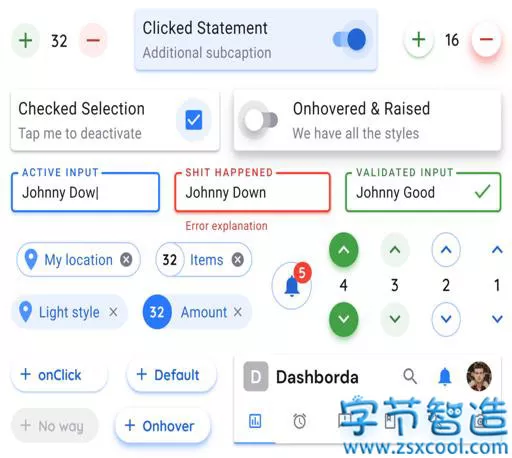 + 32 −
Clicked Statement
Additional subcaption
+ 16 −
Checked Selection
Tap me to deactivate
Onhovered & Raised
We have all the styles
ACTIVE INPUT
Johnny Dow
SHIT HAPPENED
Johnny Down
Error explanation
VALIDATED INPUT
Johnny Good
My location
32 Items
5
4
3
2
1
Light style
32 Amount
+ onClick
+ Default
+ No way
+ Onhover
D Dashborda
字节智造
www.zsxcool.com